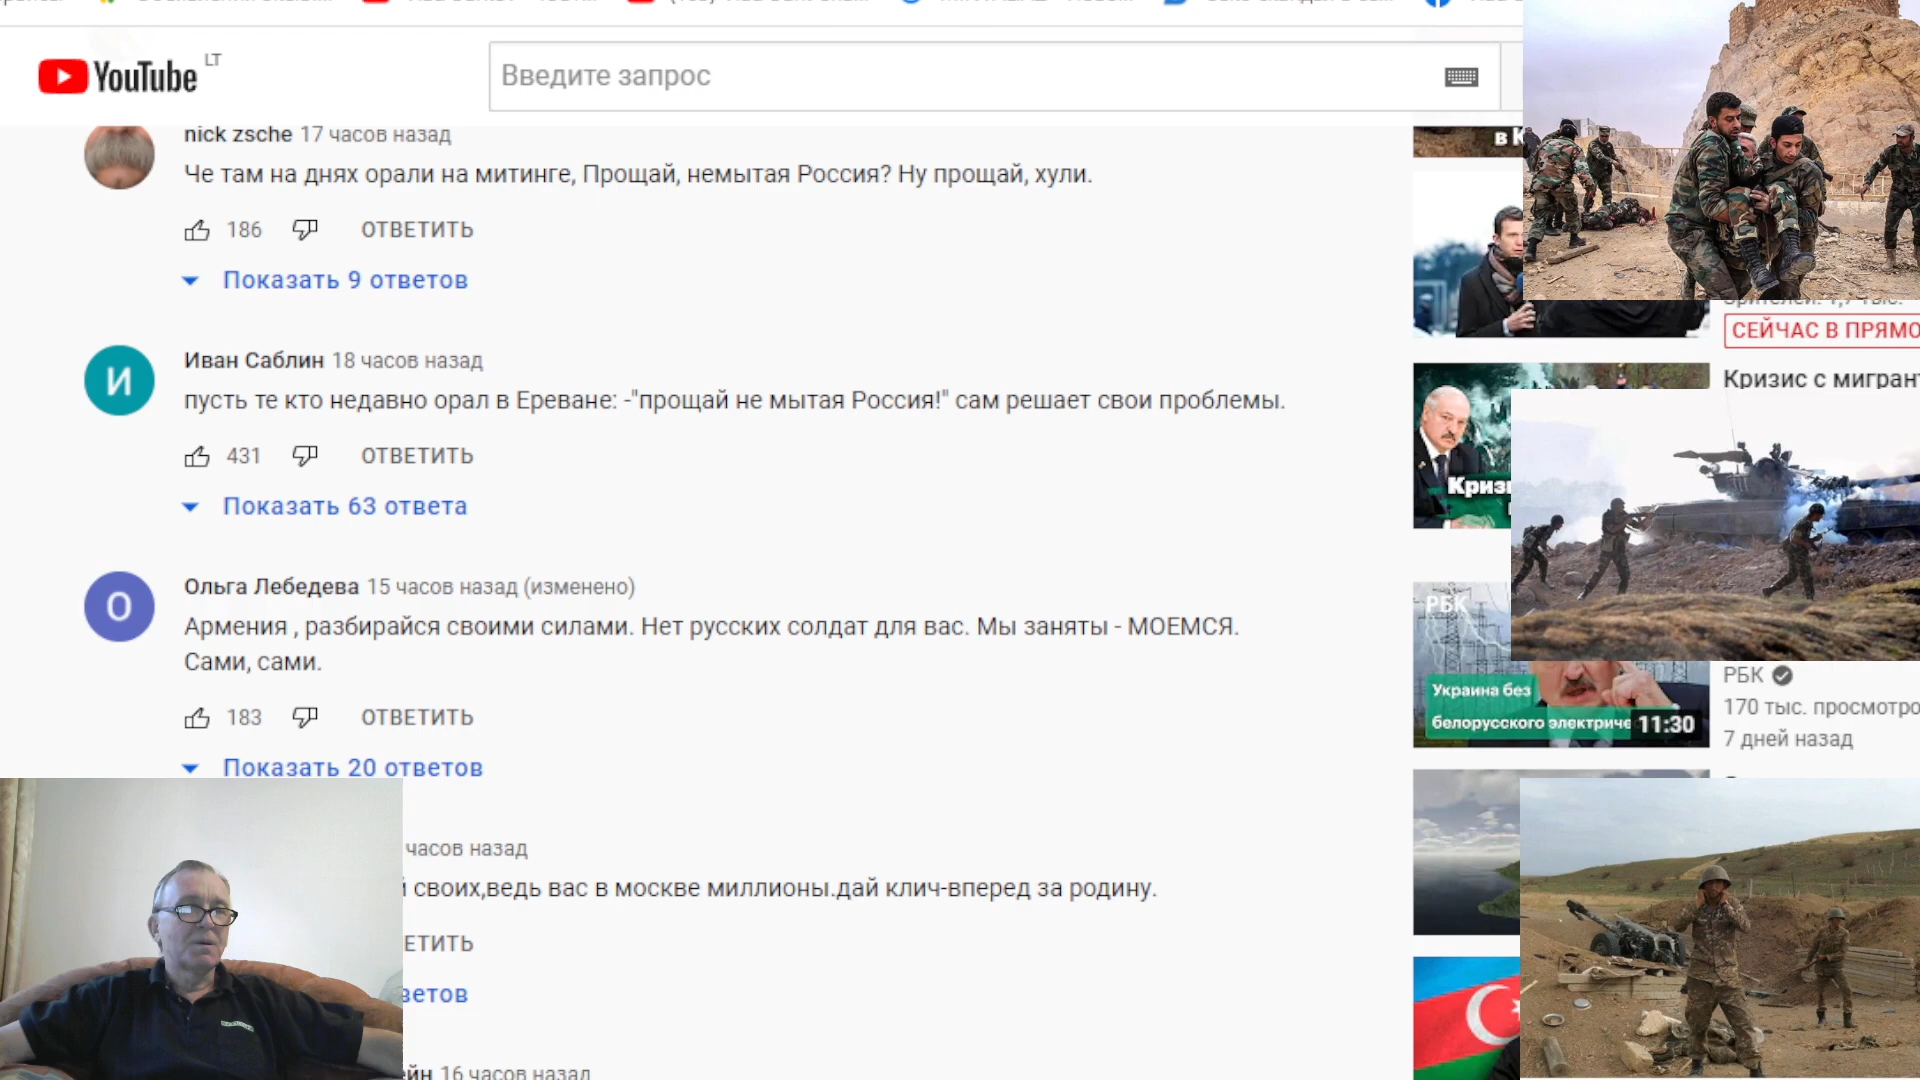 YouTube LT
Введите запрос
nick zsche 17 часов назад
Че там на днях орали на митинге, Прощай, немытая Россия? Ну прощай, хули.
186 ОТВЕТИТЬ
Показать 9 ответов
Иван Саблин 18 часов назад
пусть те кто недавно орал в Ереване: -"прощай не мытая Россия!" сам решает свои проблемы.
431 ОТВЕТИТЬ
Показать 63 ответа
Ольга Лебедева 15 часов назад (изменено)
Армения , разбирайся своими силами. Нет русских солдат для вас. Мы заняты - МОЕМСЯ.
Сами, сами.
183 ОТВЕТИТЬ
Показать 20 ответов
часов назад
своих,ведь вас в москве миллионы.дай клич-вперед за родину.
ЕТИТЬ
ветов
16 часов назад
в К
СЕЙЧАС В ПРЯМО
Кризис с мигрант
Кризи
РБК
Украина без
белорусского электриче 11:30
РБК
170 тыс. просмотро
7 дней назад